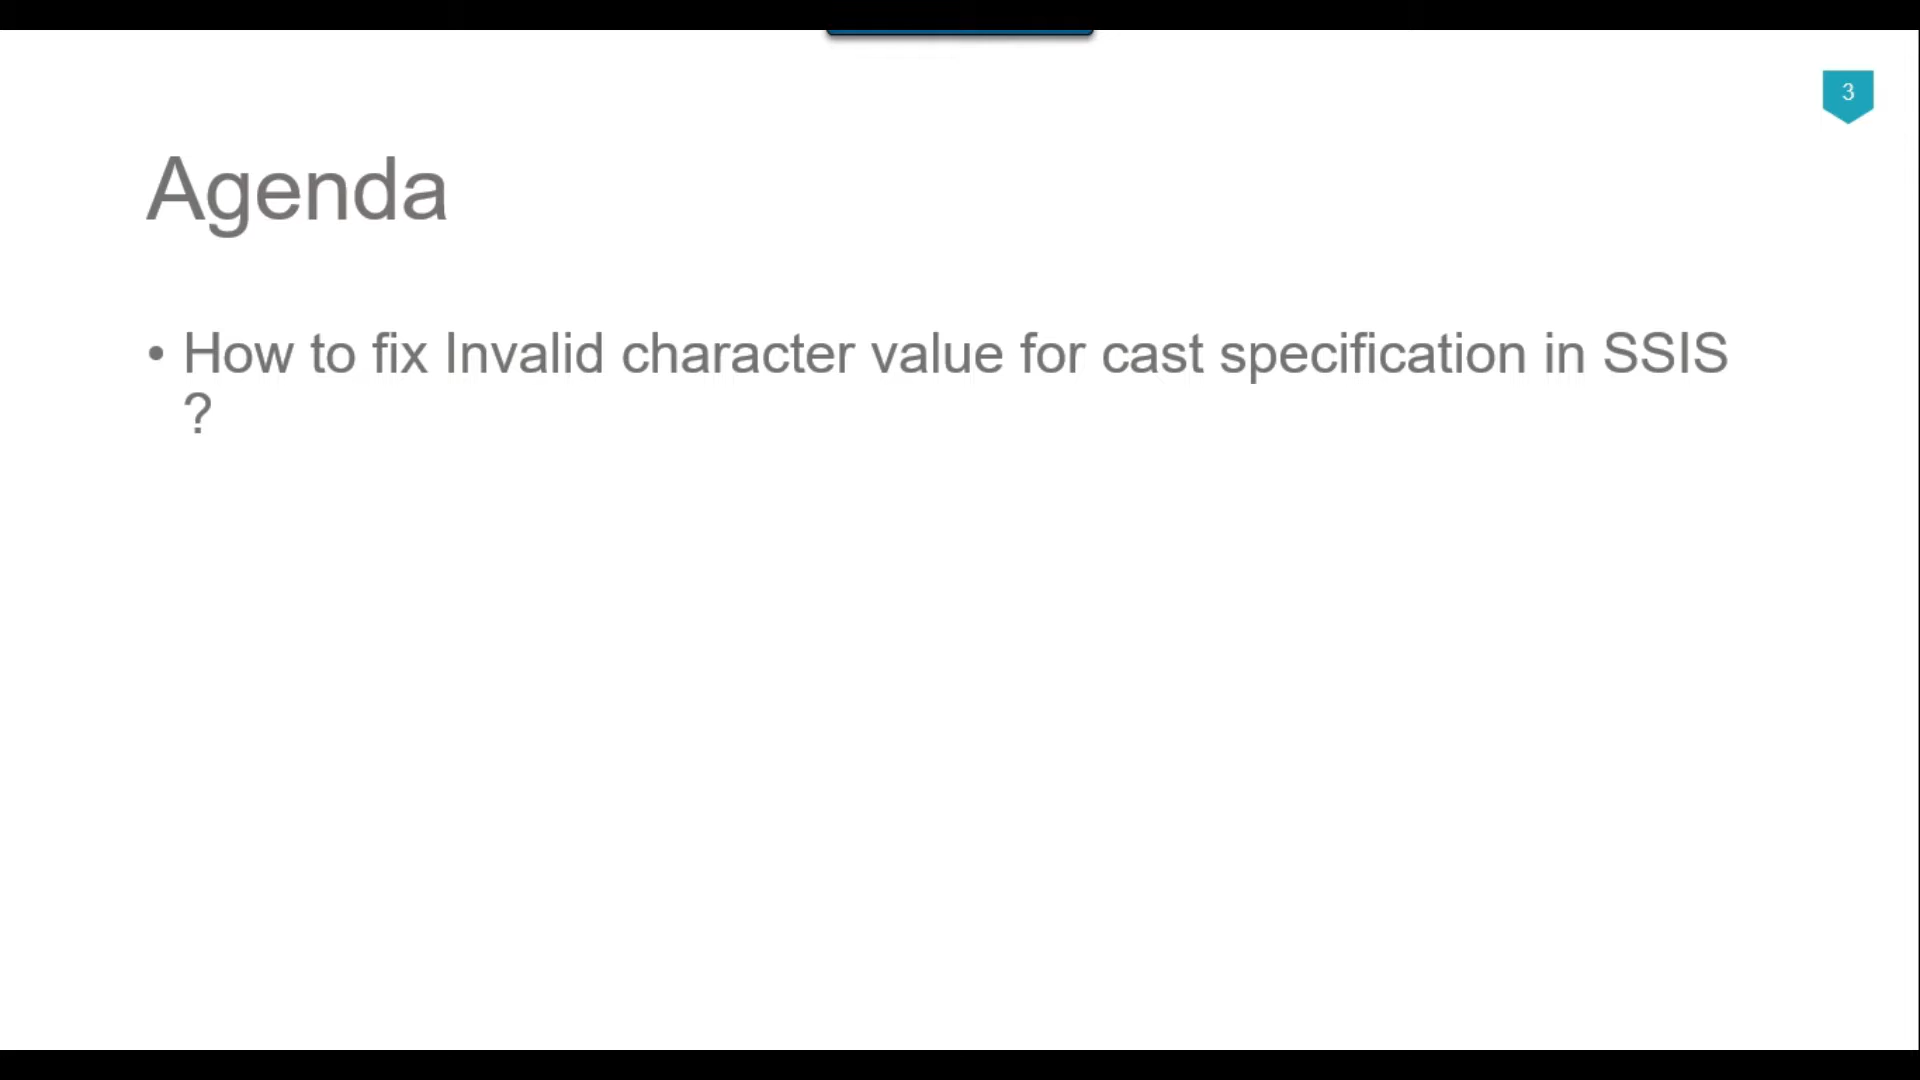 3
Agenda
• How to fix Invalid character value for cast specification in SSIS
?